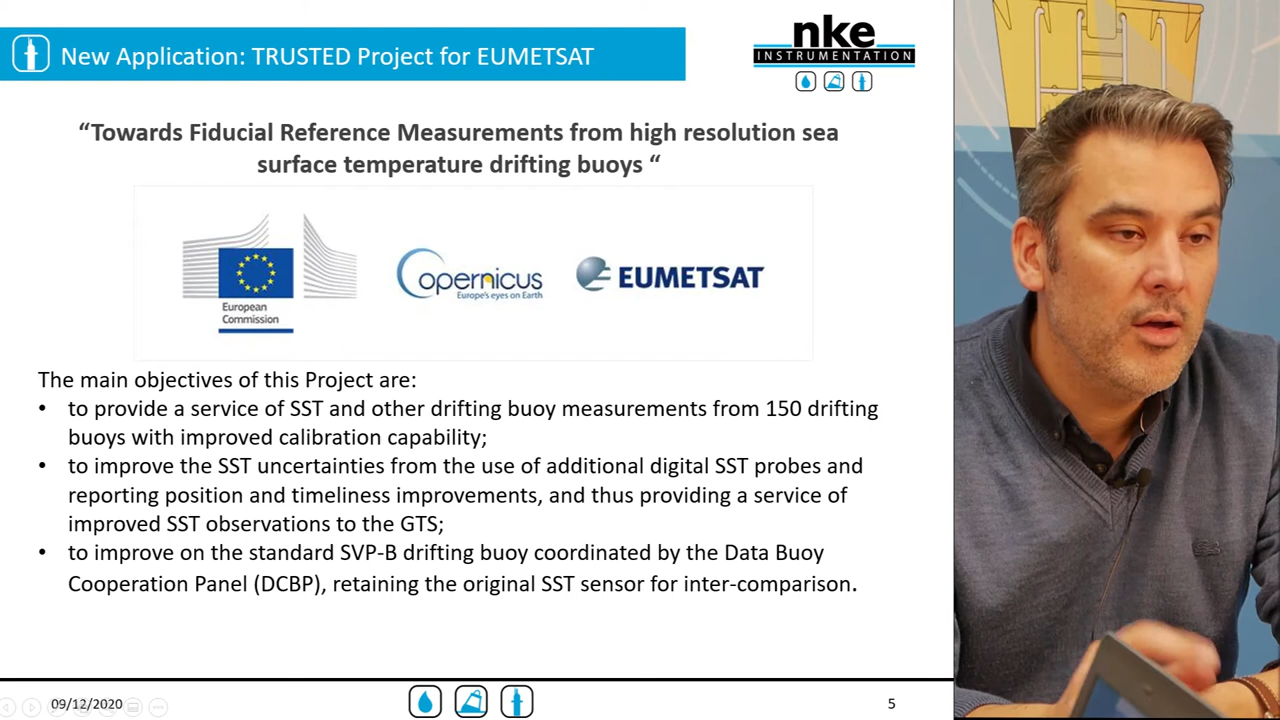 New Application: TRUSTED Project for EUMETSAT
nke
INSTRUMENTATION
“Towards Fiducial Reference Measurements from high resolution sea
surface temperature drifting buoys “
European
Commission
Copernicus
Europe's eyes on Earth
EUMETSAT
The main objectives of this Project are:
• to provide a service of SST and other drifting buoy measurements from 150 drifting
buoys with improved calibration capability;
• to improve the SST uncertainties from the use of additional digital SST probes and
reporting position and timeliness improvements, and thus providing a service of
improved SST observations to the GTS;
• to improve on the standard SVP-B drifting buoy coordinated by the Data Buoy
Cooperation Panel (DCBP), retaining the original SST sensor for inter-comparison.
09/12/2020
5